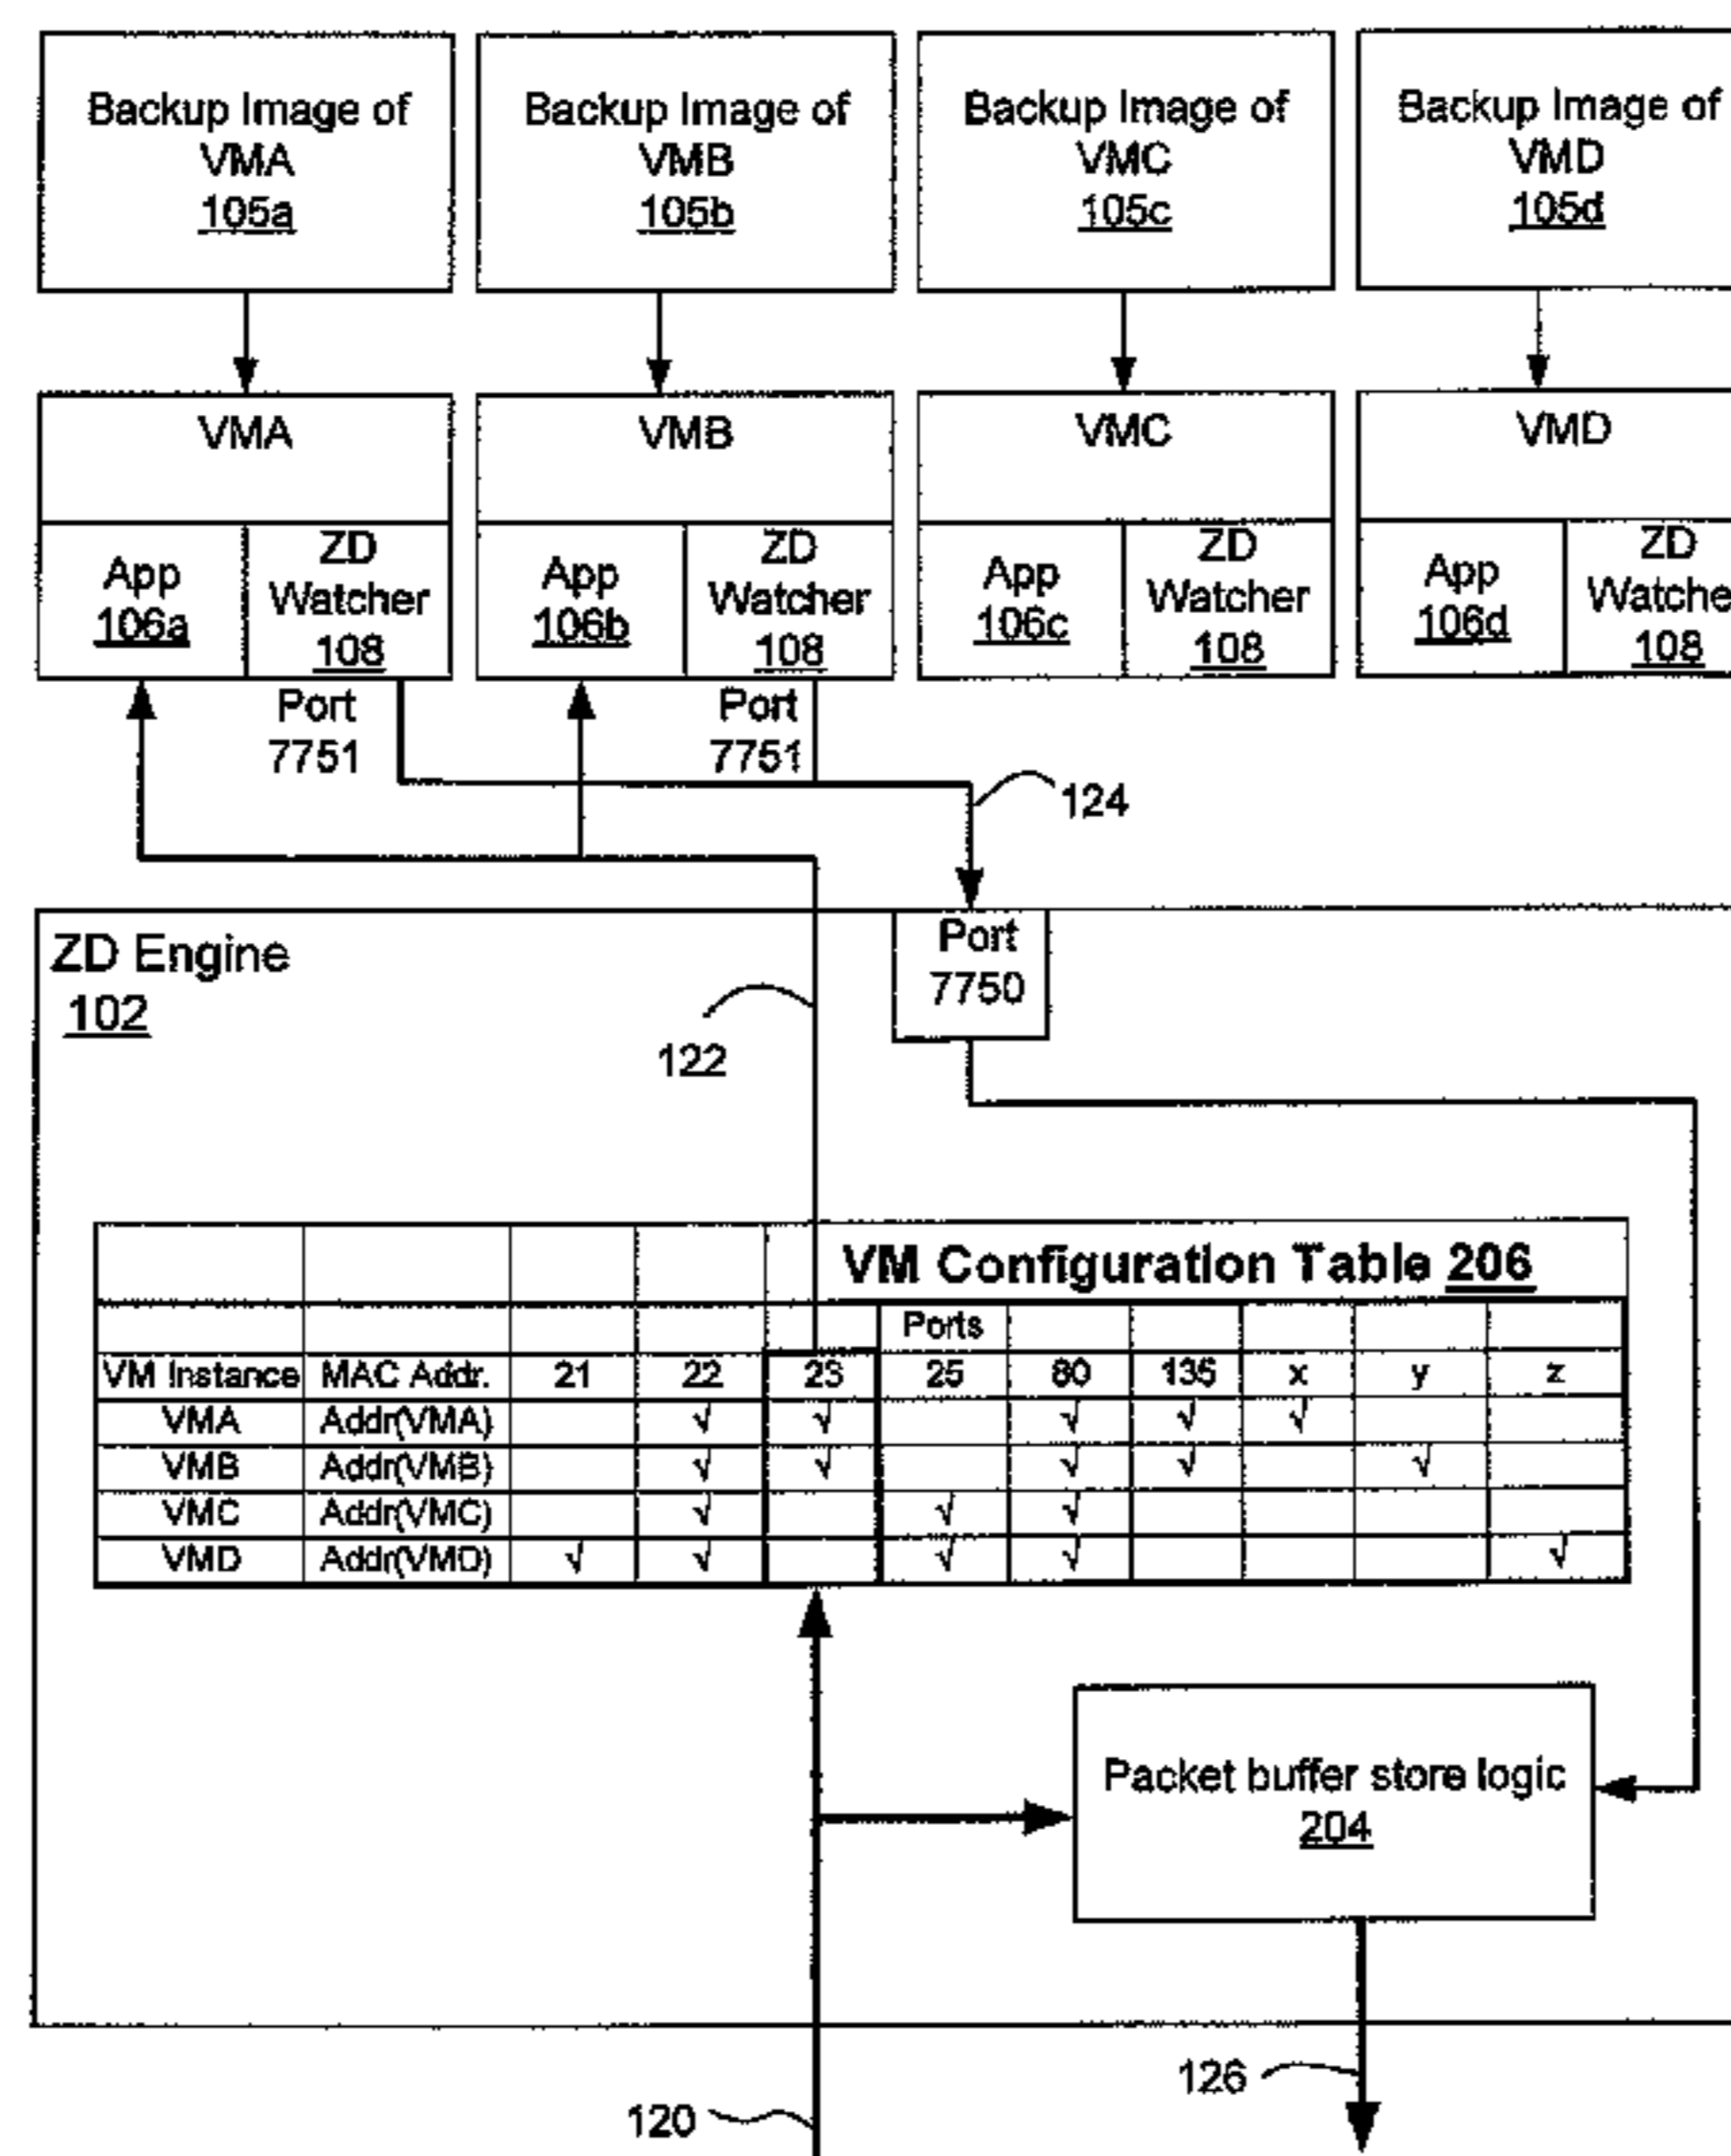 Backup Image of
VMA
105a
Backup Image of
VMB
105b
Backup Image of
VMC
105c
Backup Image of
VMD
105d
VMA
VMB
VMC
VMD
App
106a
ZD
Watcher
108
App
106b
ZD
Watcher
108
App
106c
ZD
Watcher
108
App
106d
ZD
Watche
108
Port
7751
Port
7751
124
ZD Engine
102
Port
7750
122
VM Configuration Table 206
Ports
VM Instance MAC Addr. 21 22 23 25 80 135 x y z
VMA Addr(VMA) √ √ √ √ √
VMB Addr(VMB) √ √ √ √ √
VMC Addr(VMC) √ √ √
VMD Addr(VMD) √ √ √ √ √
Packet buffer store logic
204
126
120